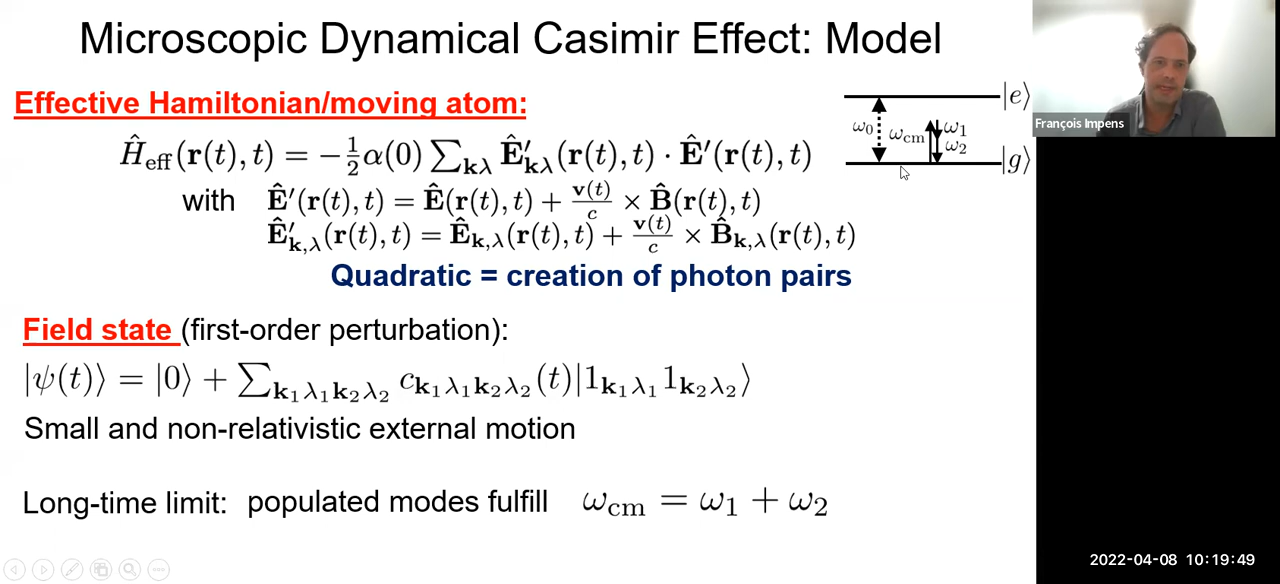 Microscopic Dynamical Casimir Effect: Model
Effective Hamiltonian/moving atom:
Ĥ_eff(r(t), t) = −½α(0) ∑_kλ Ê′_kλ(r(t), t) · Ê′(r(t), t)
with Ê′(r(t), t) = Ê(r(t), t) + v(t)/c × B̂(r(t), t)
Ê′_k,λ(r(t), t) = Ê_k,λ(r(t), t) + v(t)/c × B̂_k,λ(r(t), t)
Quadratic = creation of photon pairs
|e⟩
ω₀ ω_cm ω₁
ω₂
|g⟩
François Impens
Field state (first-order perturbation):
|ψ(t)⟩ = |0⟩ + ∑_k₁λ₁k₂λ₂ c_k₁λ₁k₂λ₂(t)|1_k₁λ₁ 1_k₂λ₂⟩
Small and non-relativistic external motion
Long-time limit: populated modes fulfill ω_cm = ω₁ + ω₂
2022-04-08 10:19:49